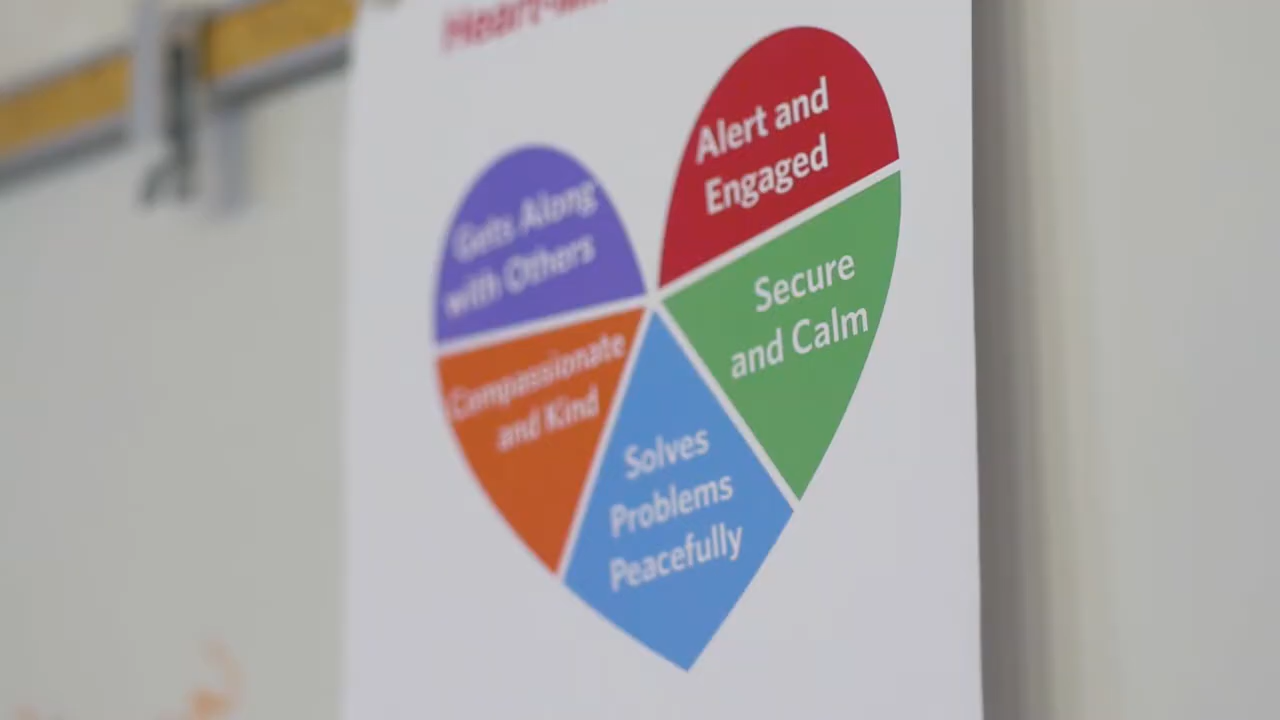 Alert and
Engaged
Gets Along
with Others
Secure
and Calm
Compassionate
and Kind
Solves
Problems
Peacefully